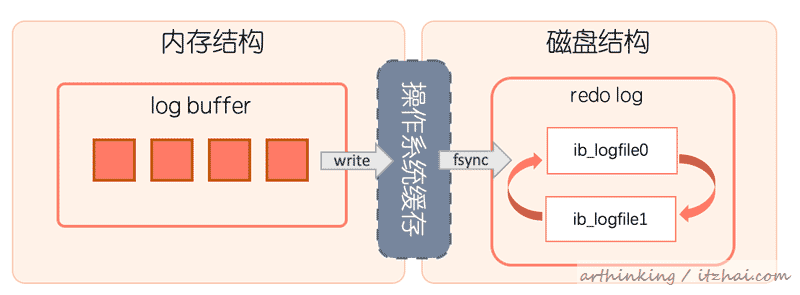 内存结构
磁盘结构
log buffer
write
操作系统缓存
fsync
redo log
ib_logfile0
ib_logfile1
arthinking / itzhai.com